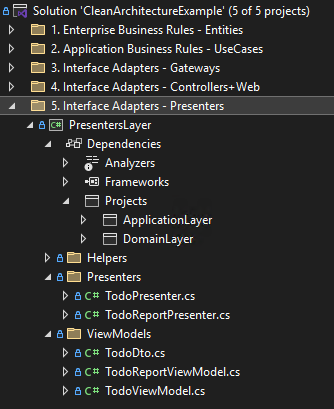 Solution 'CleanArchitectureExample' (5 of 5 projects)
1. Enterprise Business Rules - Entities
2. Application Business Rules - UseCases
3. Interface Adapters - Gateways
4. Interface Adapters - Controllers+Web
5. Interface Adapters - Presenters
C# PresentersLayer
Dependencies
Analyzers
Frameworks
Projects
ApplicationLayer
DomainLayer
Helpers
Presenters
C# TodoPresenter.cs
C# TodoReportPresenter.cs
ViewModels
C# TodoDto.cs
C# TodoReportViewModel.cs
C# TodoViewModel.cs